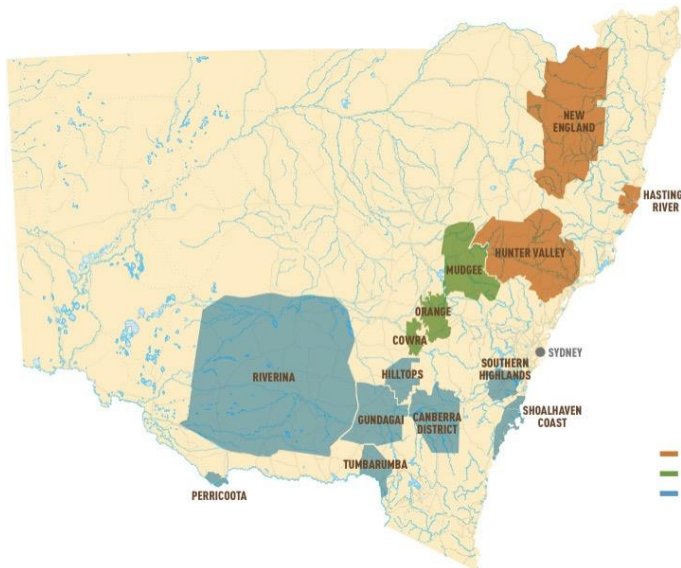 NEW
ENGLAND
HASTING
RIVER
HUNTER VALLEY
MUDGEE
ORANGE
COWRA
SYDNEY
HILLTOPS
SOUTHERN
HIGHLANDS
RIVERINA
SHOALHAVEN
COAST
GUNDAGAI
CANBERRA
DISTRICT
TUMBARUMBA
PERRICOOTA